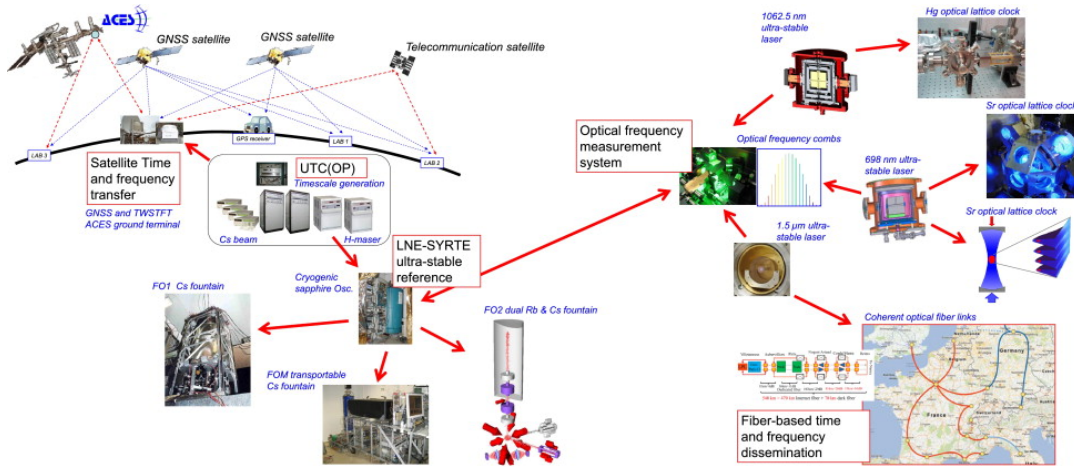 ACES
GNSS satellite
GNSS satellite
Telecommunication satellite
LAB 3
GPS receiver
LAB 1
LAB 2
Satellite Time
and frequency
transfer
GNSS and TWSTFT
ACES ground terminal
UTC(OP)
Timescale generation
Cs beam
H-maser
LNE-SYRTE
ultra-stable
reference
Cryogenic
sapphire Osc.
FO1 Cs fountain
FO2 dual Rb & Cs fountain
FOM transportable
Cs fountain
1062.5 nm
ultra-stable
laser
Hg optical lattice clock
Optical frequency
measurement
system
Optical frequency combs
Sr optical lattice clock
698 nm ultra-
stable laser
1.5 µm ultra-
stable laser
Sr optical lattice clock
Coherent optical fiber links
Germany
Belgium
France
Switzerland
Fiber-based time
and frequency
dissemination